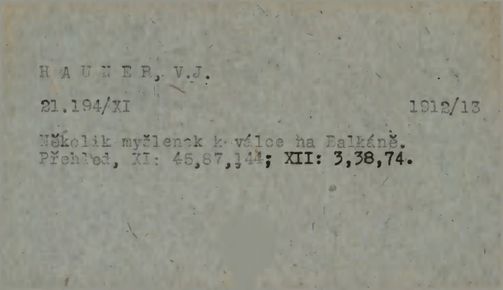 H A U N E R, V.J.
21.194/XI 1912/13
Několik myšlenek k válce na Balkáně.
Přehled, XI: 45,87,144; XII: 3,38,74.